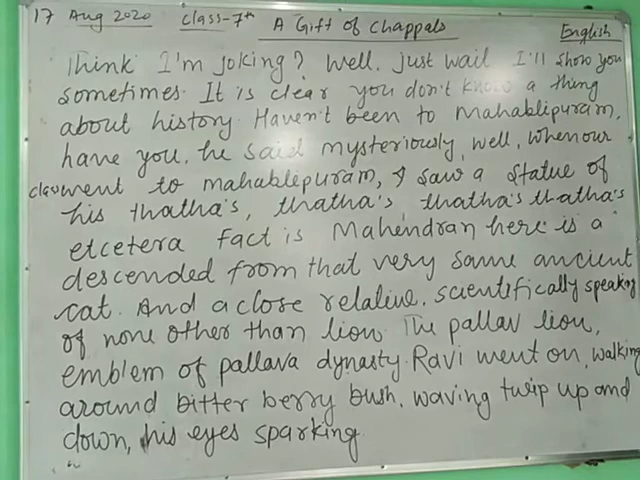 17 Aug 2020 Class-7th A Gift of Chappals English
Think I'm joking? Well. just wait I'll show you
sometimes. It is clear you don't know a thing
about history. Haven't been to Mahablipuram,
have you. he said mysteriously, well, when our
class went to mahablepuram, I saw a statue of
his thatha's, thatha's thatha's thatha's
etcetera Fact is Mahendran here is a
descended from that very same ancient
cat. And a close relative. scientifically speaking
of none other than lion The pallav lion,
emblem of pallava dynasty. Ravi went on, walking
around bitter berry bush. waving twip up and
down, his eyes sparking